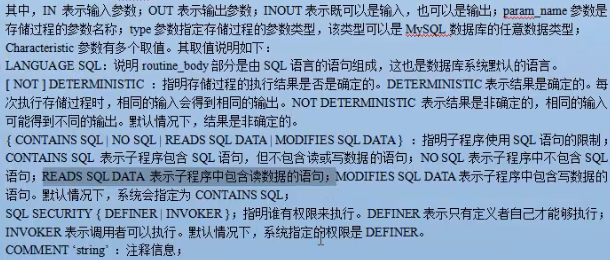 其中，IN 表示输入参数；OUT 表示输出参数；INOUT 表示既可以是输入，也可以是输出；param_name 参数是
存储过程的参数名称；type 参数指定存储过程的参数类型，该类型可以是 MySQL 数据库的任意数据类型；
Characteristic 参数有多个取值。其取值说明如下：
LANGUAGE SQL：说明 routine_body 部分是由 SQL 语言的语句组成，这也是数据库系统默认的语言。
[ NOT ] DETERMINISTIC ：指明存储过程的执行结果是否是确定的。DETERMINISTIC 表示结果是确定的。每
次执行存储过程时，相同的输入会得到相同的输出。NOT DETERMINISTIC 表示结果是非确定的，相同的输入
可能得到不同的输出。默认情况下，结果是非确定的。
{ CONTAINS SQL | NO SQL | READS SQL DATA | MODIFIES SQL DATA } ：指明子程序使用 SQL 语句的限制；
CONTAINS SQL 表示子程序包含 SQL 语句，但不包含读或写数据的语句；NO SQL 表示子程序中不包含 SQL
语句；READS SQL DATA 表示子程序中包含读数据的语句；MODIFIES SQL DATA 表示子程序中包含写数据的
语句。默认情况下，系统会指定为 CONTAINS SQL；
SQL SECURITY { DEFINER | INVOKER }；指明谁有权限来执行。DEFINER 表示只有定义者自己才能够执行；
INVOKER 表示调用者可以执行。默认情况下，系统指定的权限是 DEFINER。
COMMENT ‘string’ ：注释信息；